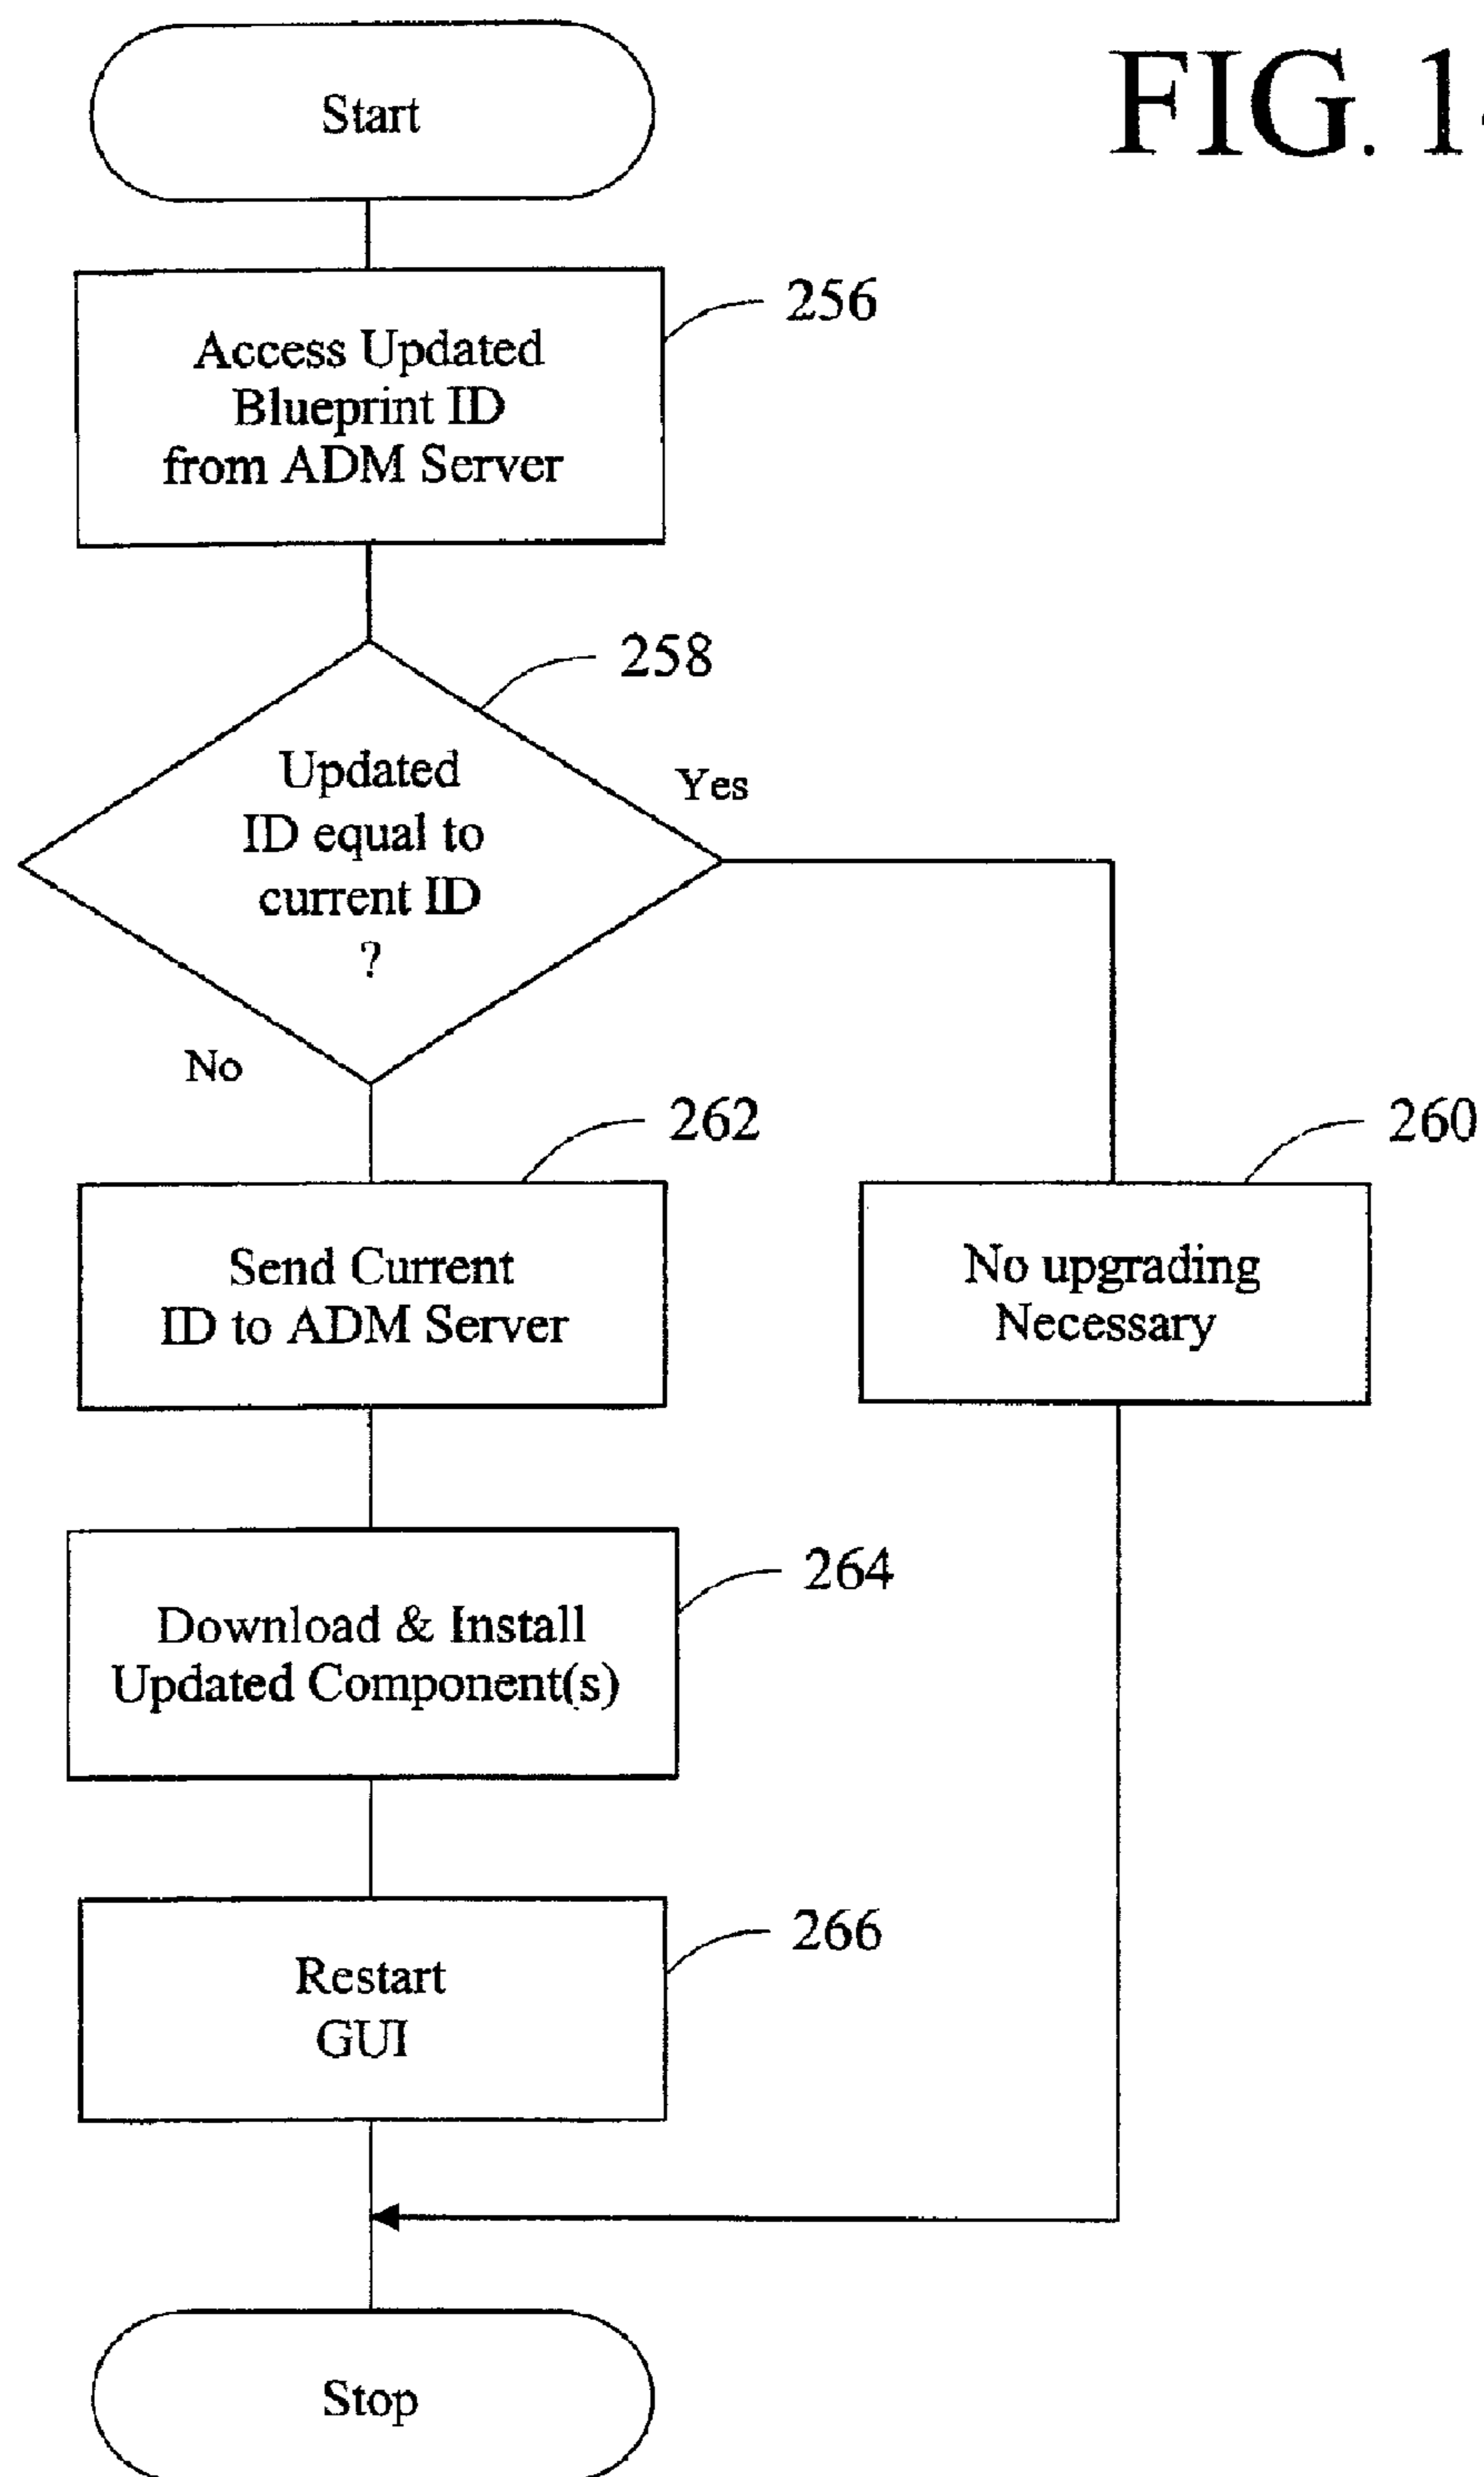 FIG. 1
Start
256
Access Updated
Blueprint ID
from ADM Server
258
Updated
ID equal to
current ID
?
Yes
No
262
260
Send Current
ID to ADM Server
No upgrading
Necessary
264
Download & Install
Updated Component(s)
266
Restart
GUI
Stop